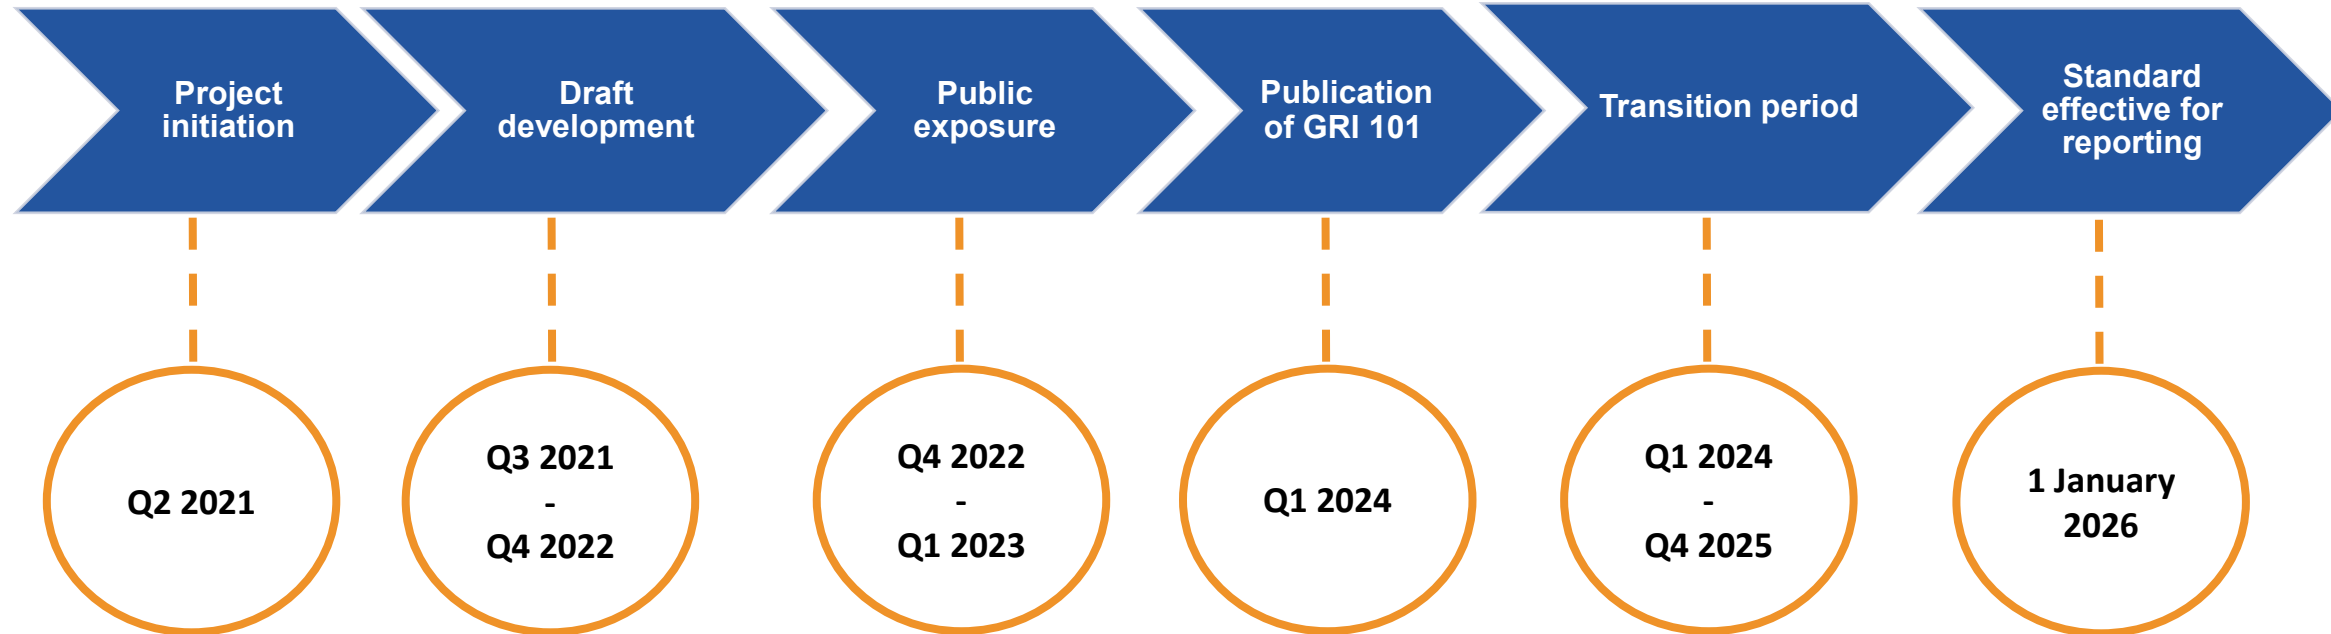 Project
initiation
Draft
development
Public
exposure
Publication
of GRI 101
Transition period
Standard
effective for
reporting
Q2 2021
Q3 2021
-
Q4 2022
Q4 2022
-
Q1 2023
Q1 2024
Q1 2024
-
Q4 2025
1 January
2026